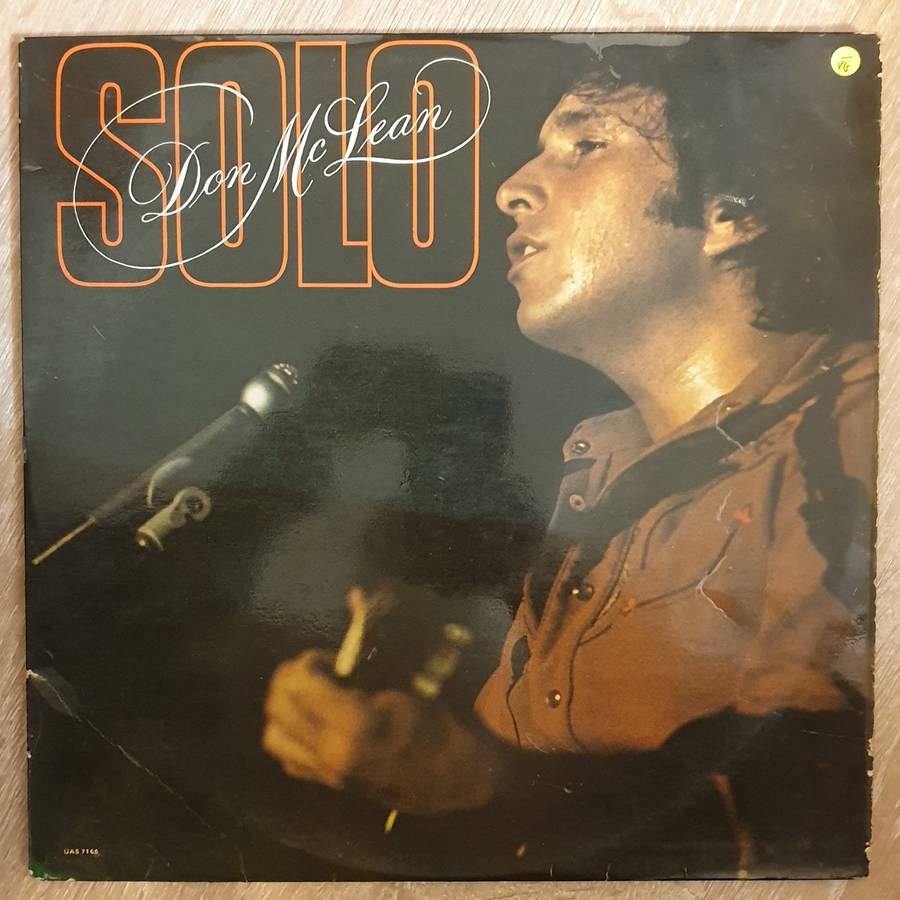 SOLO
Don McLean
VG
UAS 7166